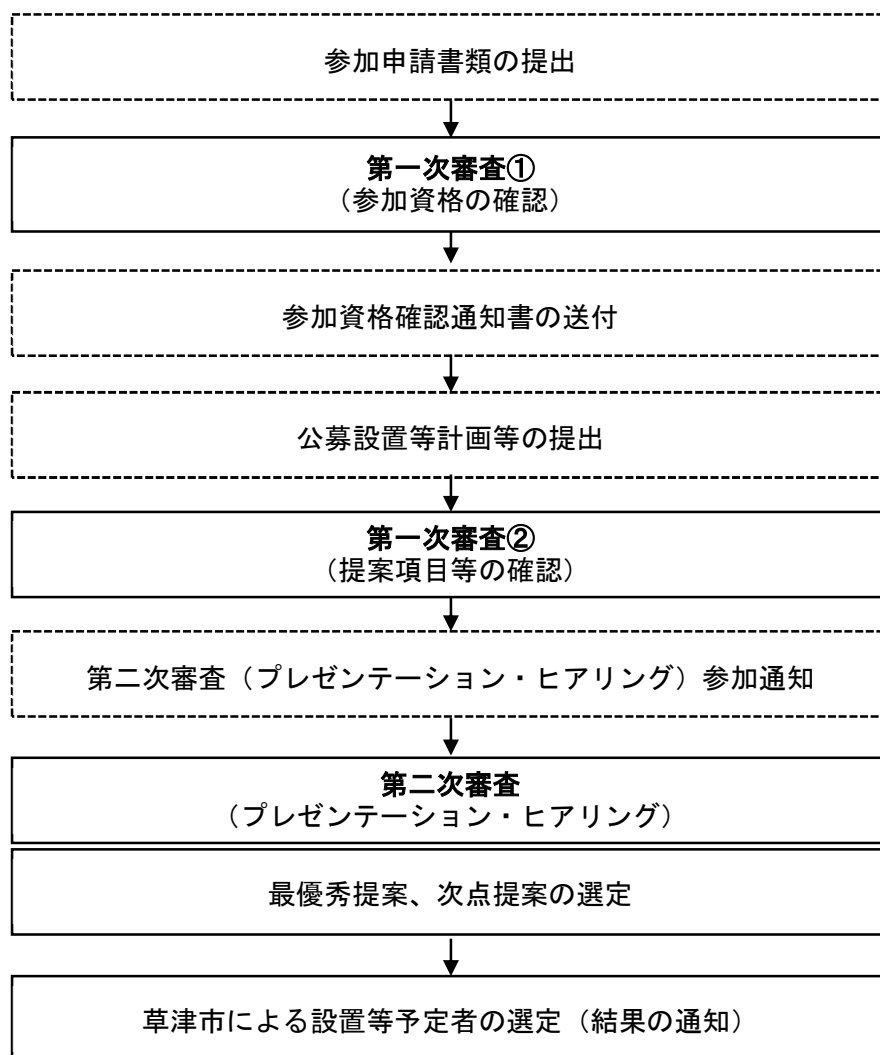 参加申請書類の提出
第一次審査①
（参加資格の確認）
参加資格確認通知書の送付
公募設置等計画等の提出
第一次審査②
（提案項目等の確認）
第二次審査（プレゼンテーション・ヒアリング）参加通知
第二次審査
（プレゼンテーション・ヒアリング）
最優秀提案、次点提案の選定
草津市による設置等予定者の選定（結果の通知）